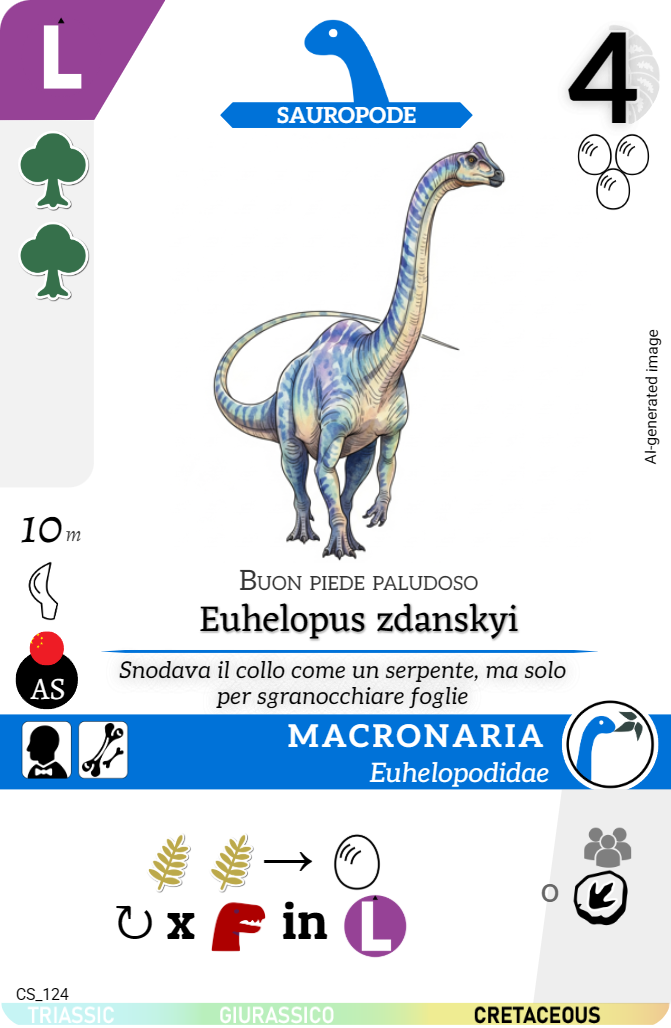 L
SAUROPODE
4
AI-generated image
10 m
Buon piede paludoso
Euhelopus zdanskyi
AS
Snodava il collo come un serpente, ma solo
per sgranocchiare foglie
MACRONARIA
Euhelopodidae
x in L
o
CS_124
TRIASSIC GIURASSICO CRETACEOUS